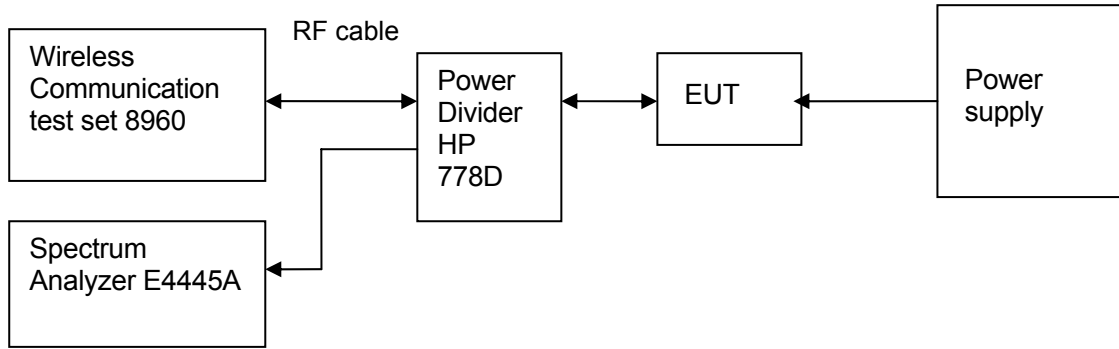 RF cable
Wireless
Communication
test set 8960
Power
Divider
HP
778D
EUT
Power
supply
Spectrum
Analyzer E4445A